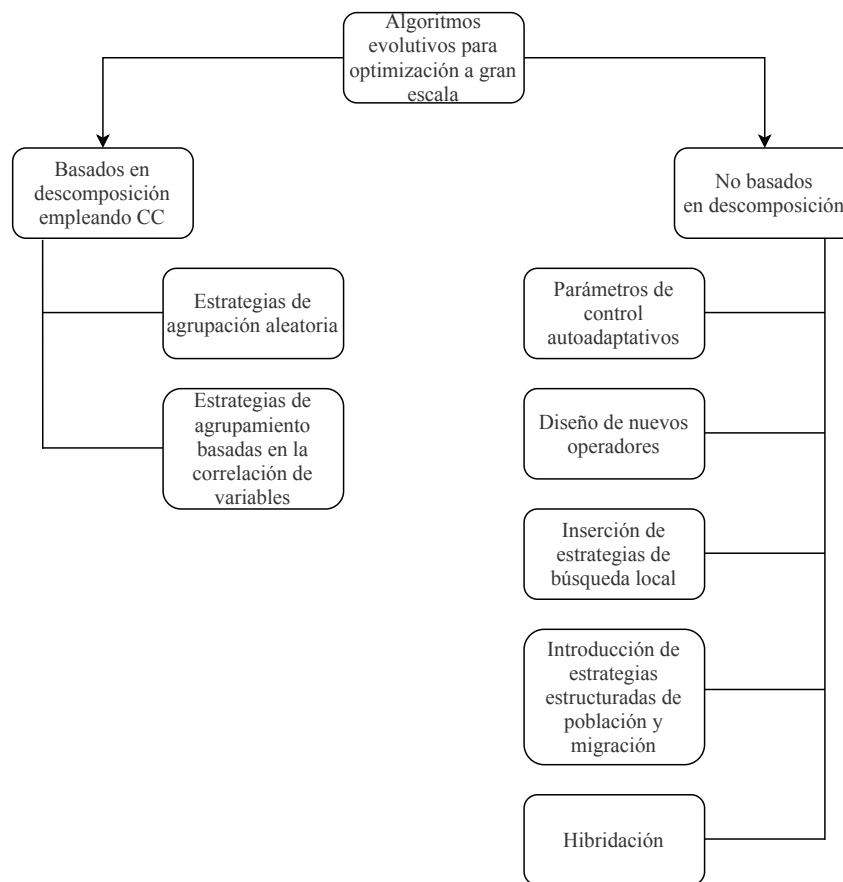 Algoritmos
evolutivos para
optimización a gran
escala
Basados en
descomposición
empleando CC
No basados
en descomposición
Estrategias de
agrupación aleatoria
Estrategias de
agrupamiento
basadas en la
correlación de
variables
Parámetros de
control
autoadaptativos
Diseño de nuevos
operadores
Inserción de
estrategias de
búsqueda local
Introducción de
estrategias
estructuradas de
población y
migración
Hibridación